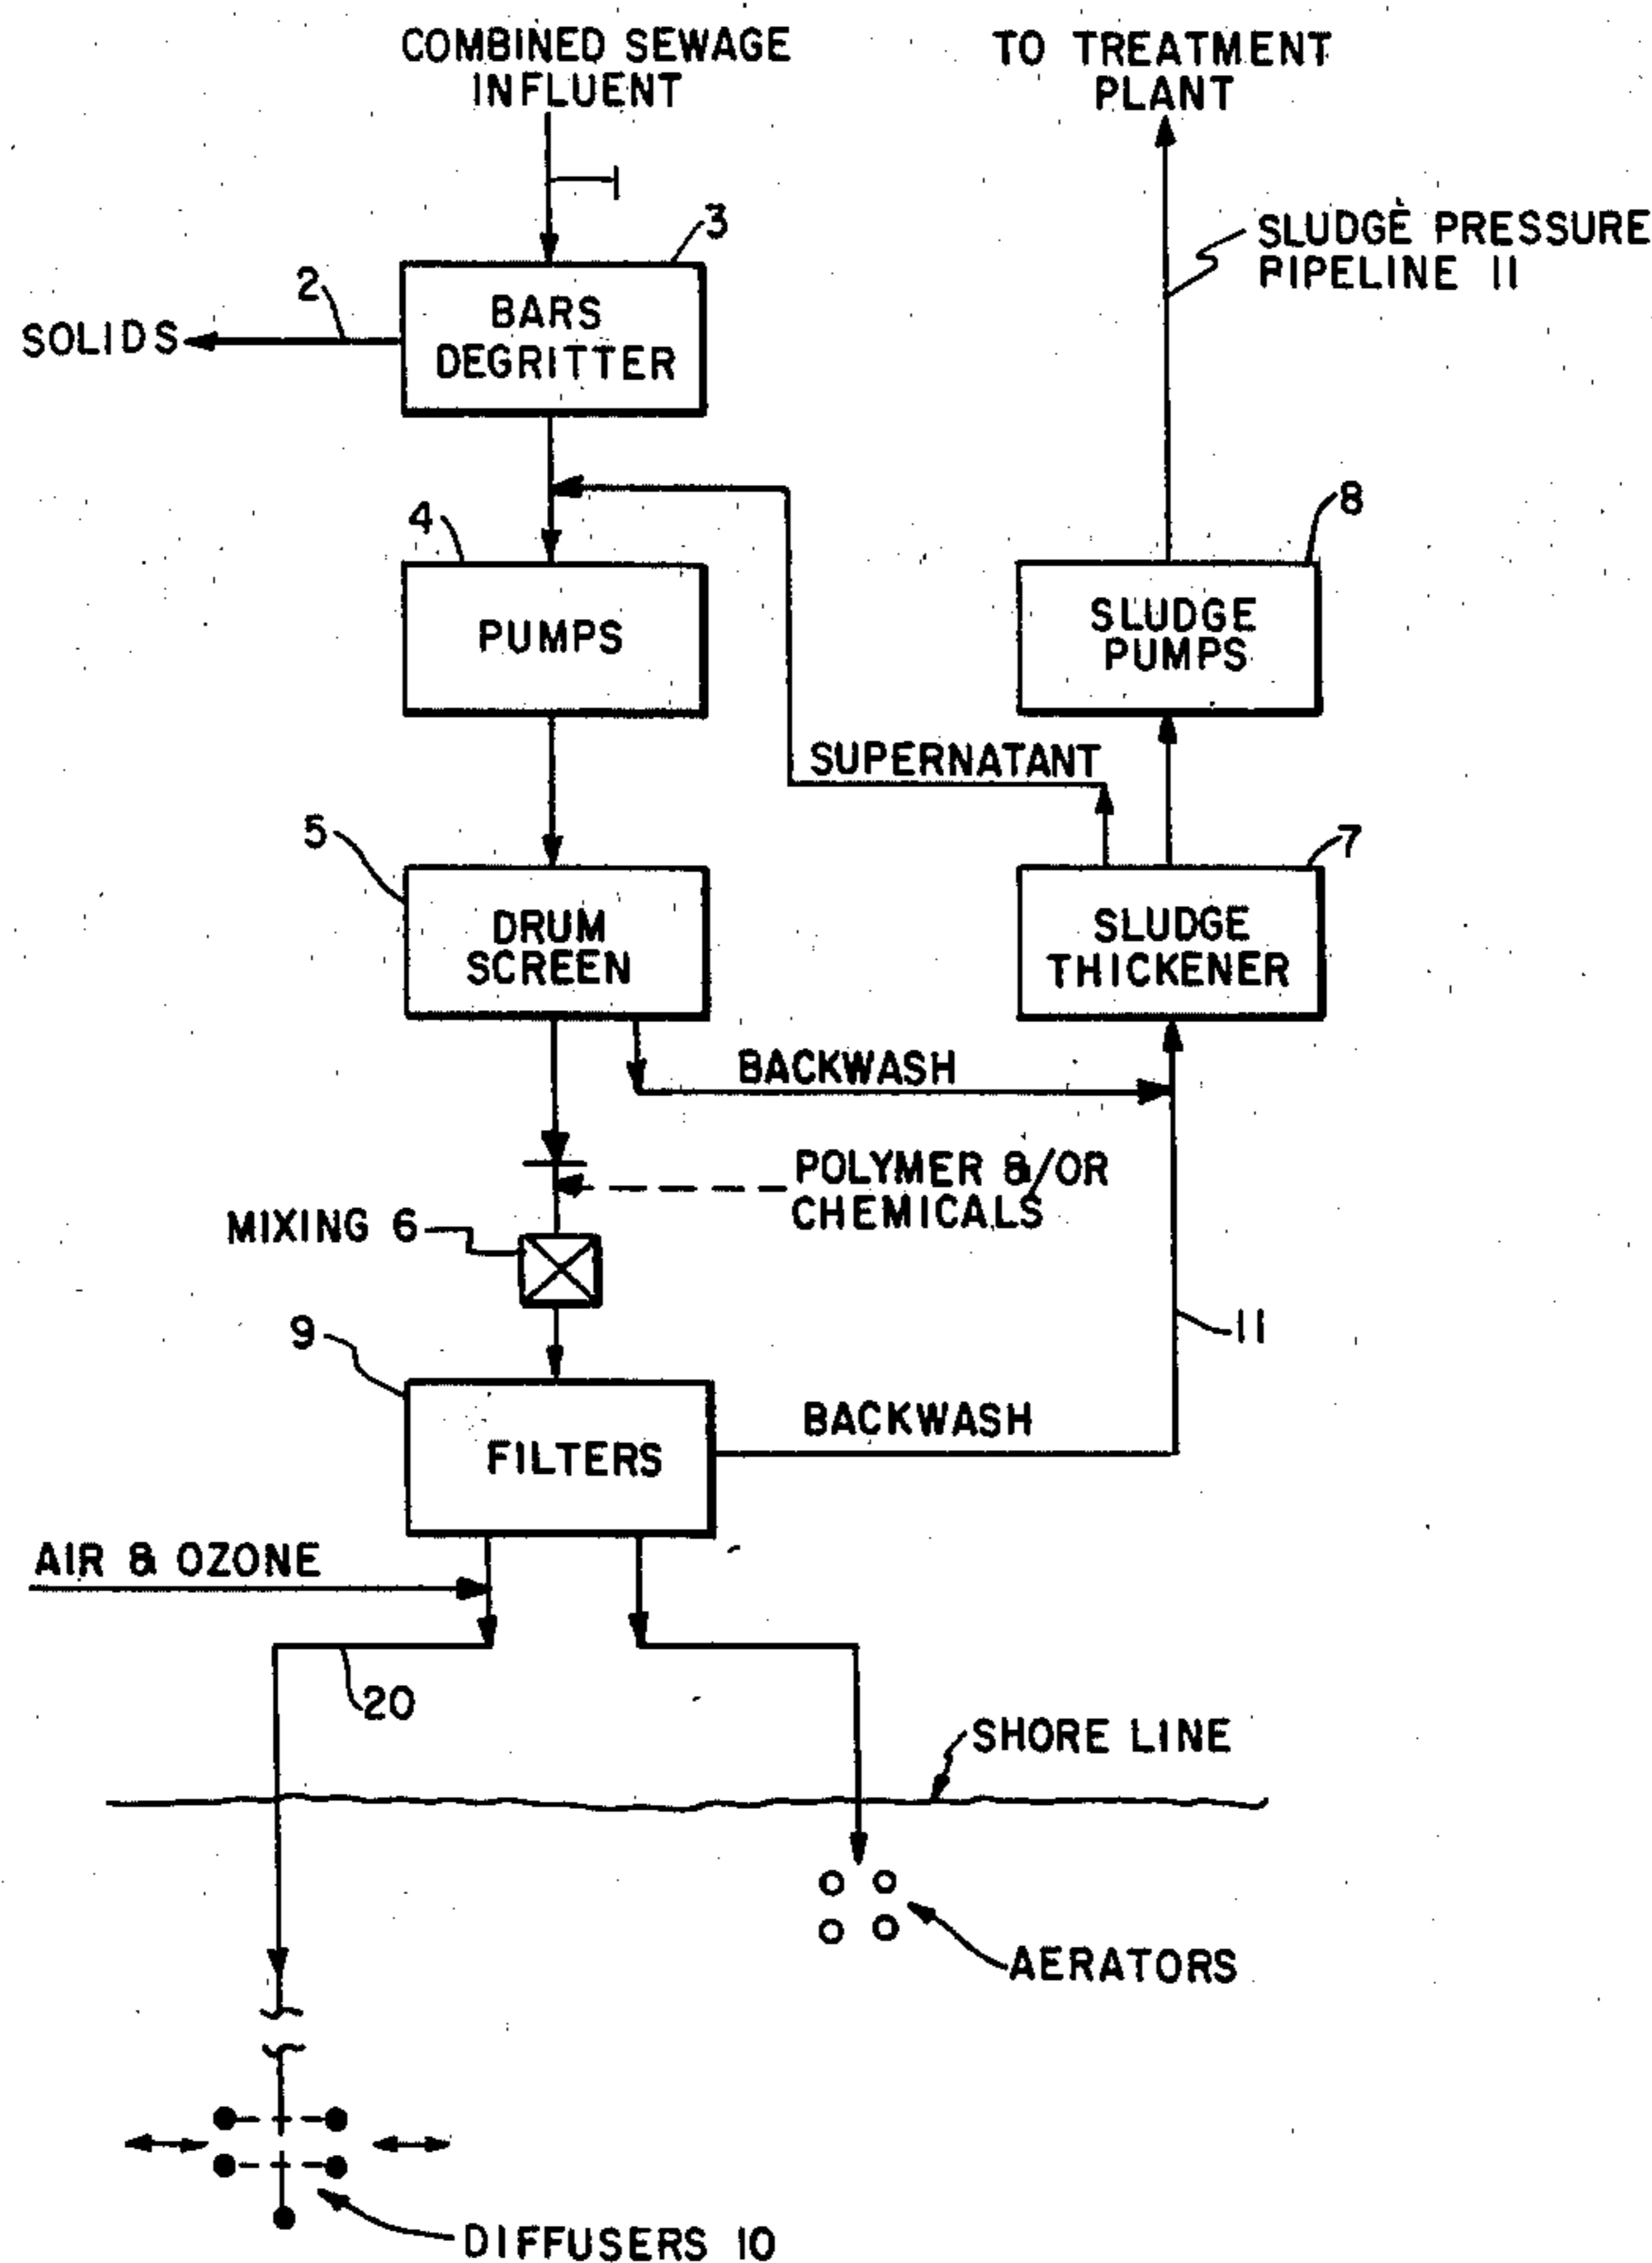 COMBINED SEWAGE
INFLUENT
TO TREATMENT
PLANT
3
SLUDGE PRESSURE
PIPELINE 11
2
SOLIDS
BARS
DEGRITTER
4
8
PUMPS
SLUDGE
PUMPS
SUPERNATANT
5
7
DRUM
SCREEN
SLUDGE
THICKENER
BACKWASH
POLYMER &/OR
CHEMICALS
MIXING 6
9
11
BACKWASH
FILTERS
AIR & OZONE
20
SHORE LINE
AERATORS
DIFFUSERS 10